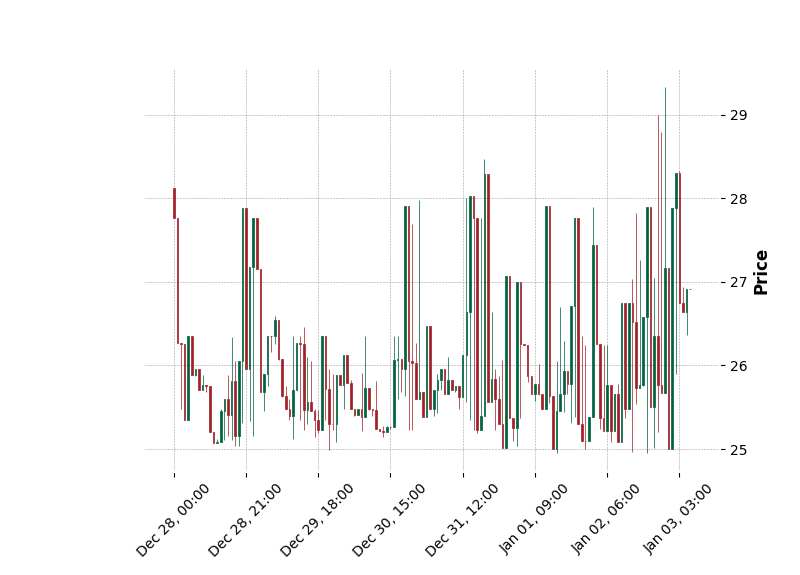 29
28
27
26
25
Price
Dec 28, 00:00
Dec 28, 21:00
Dec 29, 18:00
Dec 30, 15:00
Dec 31, 12:00
Jan 01, 09:00
Jan 02, 06:00
Jan 03, 03:00